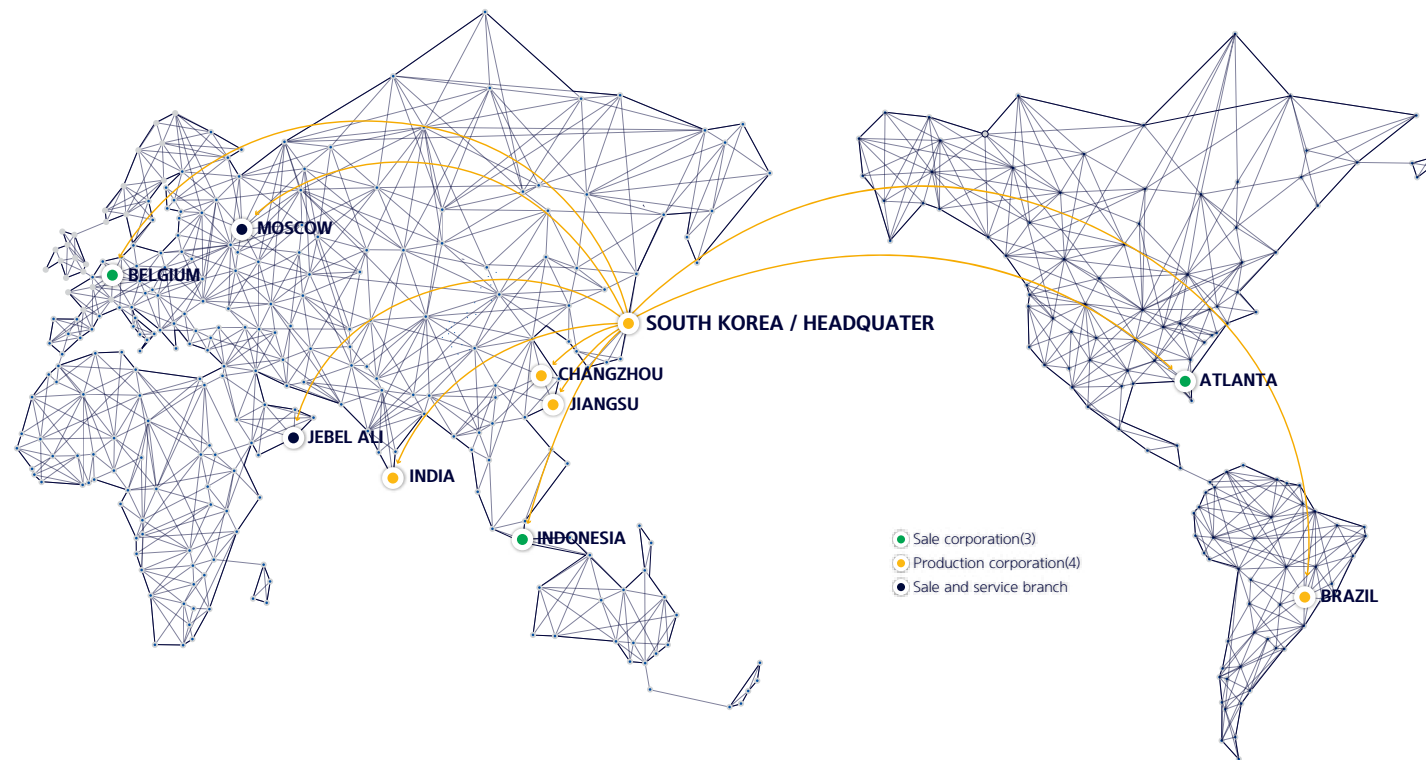 MOSCOW
BELGIUM
SOUTH KOREA / HEADQUATER
CHANGZHOU
ATLANTA
JIANGSU
JEBEL ALI
INDIA
INDONESIA
Sale corporation(3)
Production corporation(4)
Sale and service branch
BRAZIL